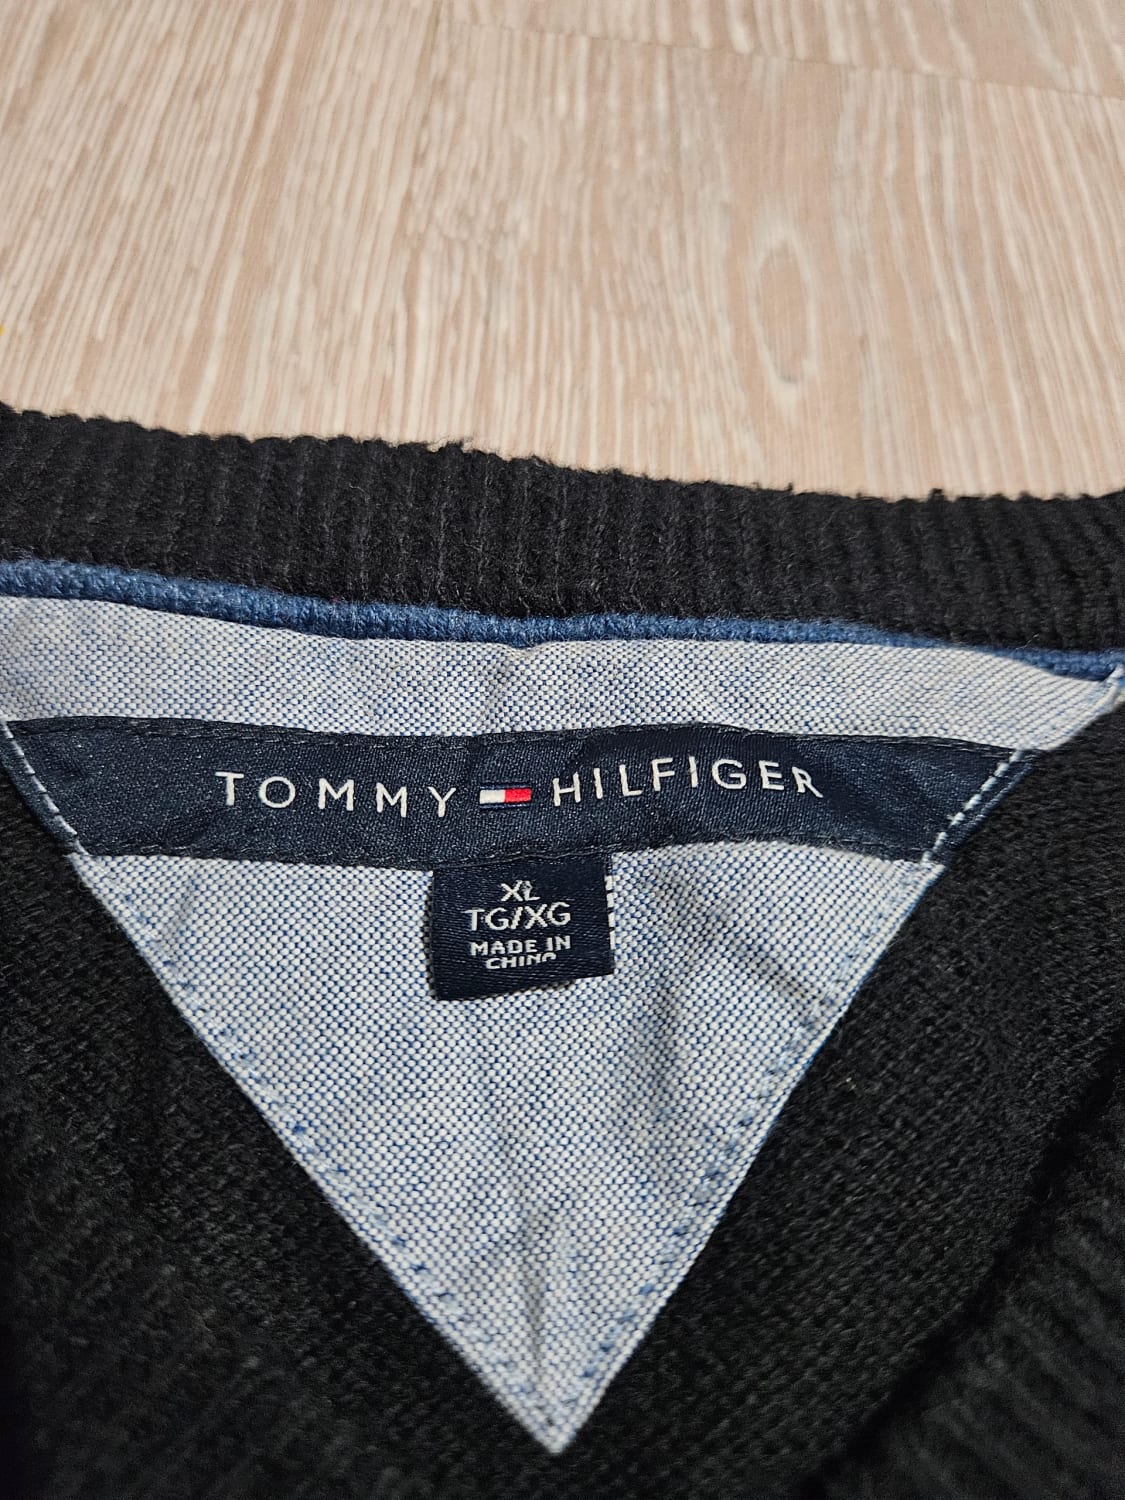 TOMMY HILFIGER
XL
TG/XG
MADE IN
CHINA